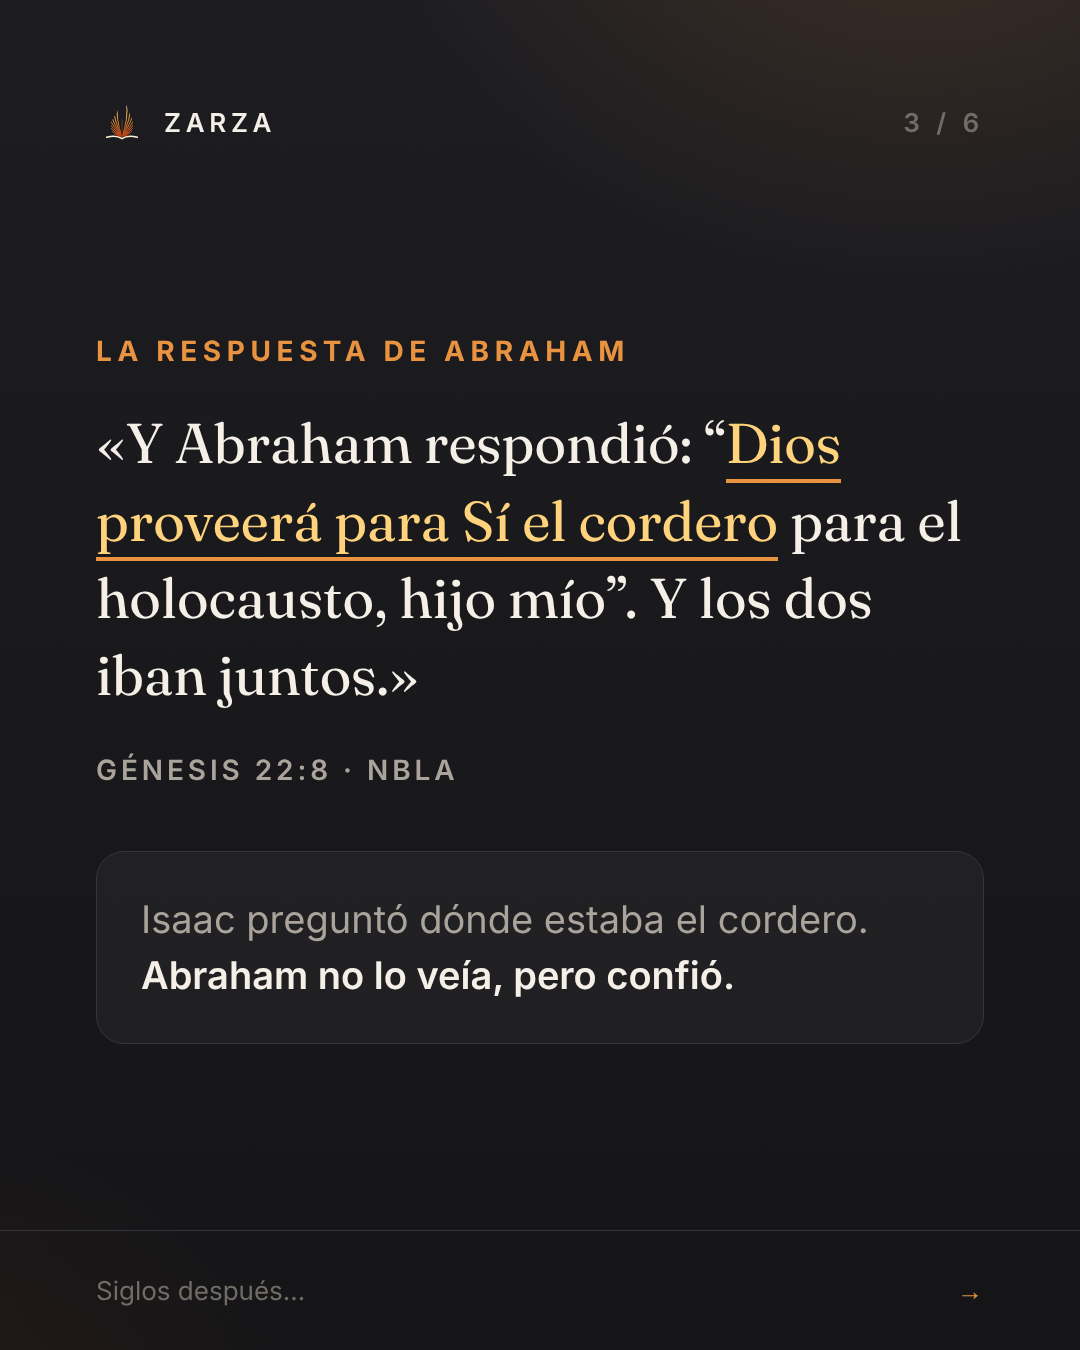 ZARZA
3 / 6
LA RESPUESTA DE ABRAHAM
«Y Abraham respondió: “Dios
proveerá para Sí el cordero para el
holocausto, hijo mío”. Y los dos
iban juntos.»
GÉNESIS 22:8 · NBLA
Isaac preguntó dónde estaba el cordero.
Abraham no lo veía, pero confió.
Siglos después...
→